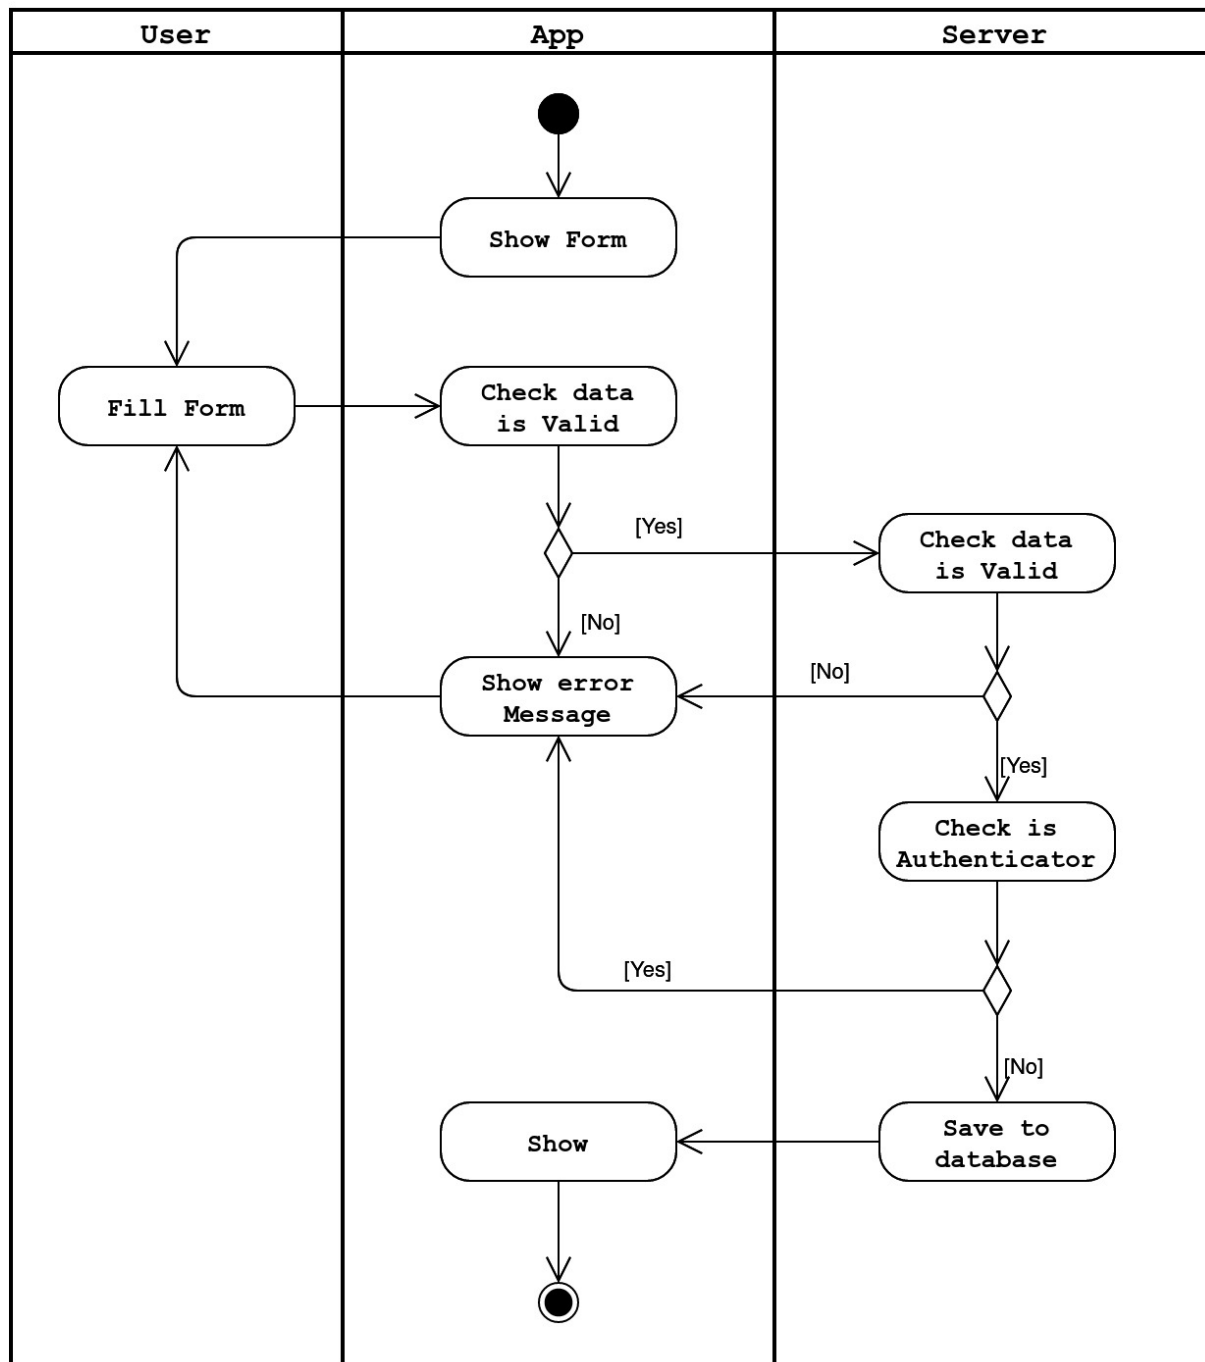 User
App
Server
Show Form
Fill Form
Check data
is Valid
[Yes]
Check data
is Valid
[No]
Show error
Message
[No]
[Yes]
Check is
Authenticator
[Yes]
[No]
Show
Save to
database